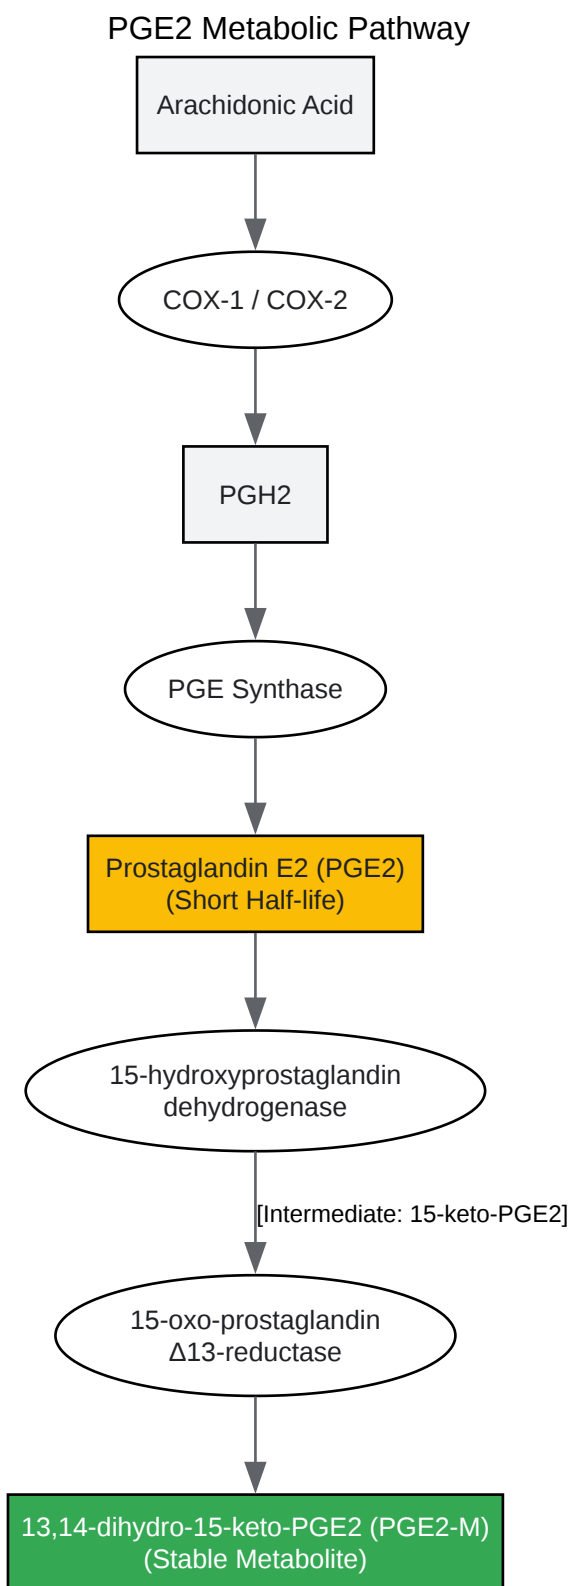 PGE2 Metabolic Pathway
Arachidonic Acid
COX-1 / COX-2
PGH2
PGE Synthase
Prostaglandin E2 (PGE2)
(Short Half-life)
15-hydroxyprostaglandin
dehydrogenase
[Intermediate: 15-keto-PGE2]
15-oxo-prostaglandin
Δ13-reductase
13,14-dihydro-15-keto-PGE2 (PGE2-M)
(Stable Metabolite)